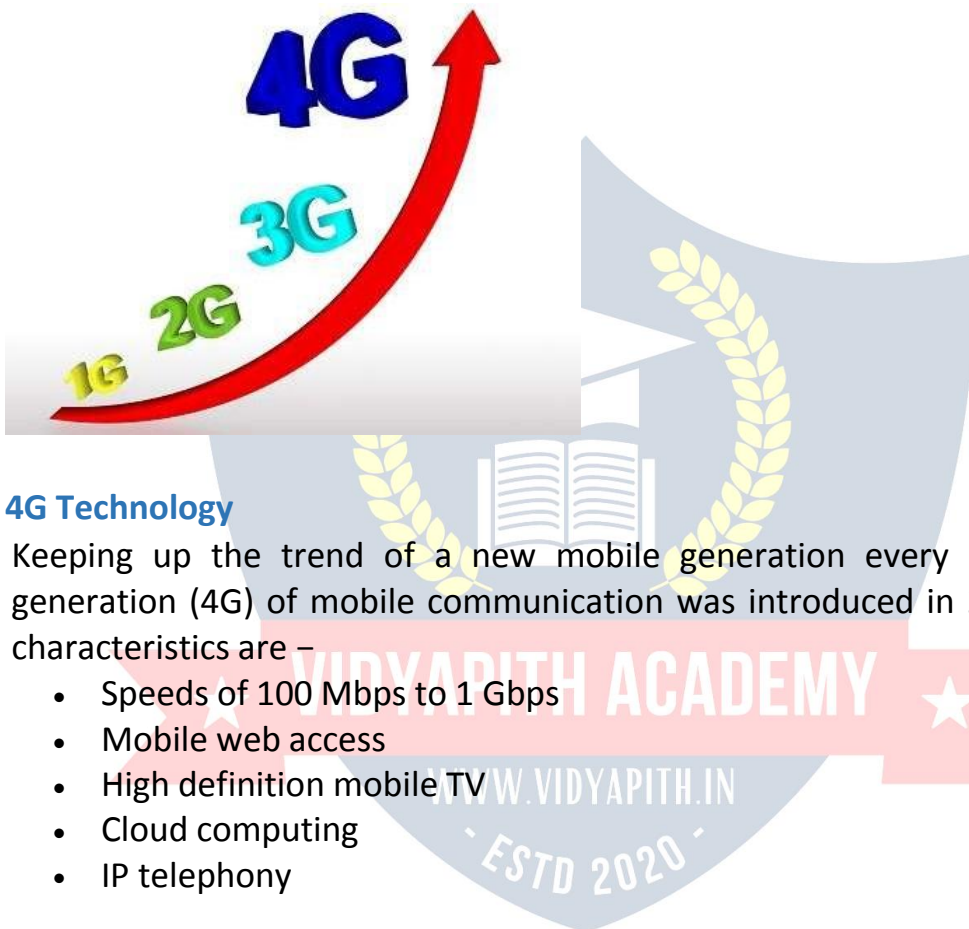 4G
3G
2G
1G
4G Technology
Keeping up the trend of a new mobile generation every
generation (4G) of mobile communication was introduced in
characteristics are −
• Speeds of 100 Mbps to 1 Gbps
• Mobile web access
• High definition mobile TV
• Cloud computing
• IP telephony
VIDYAPITH ACADEMY
WWW.VIDYAPITH.IN
- ESTD 2020 -